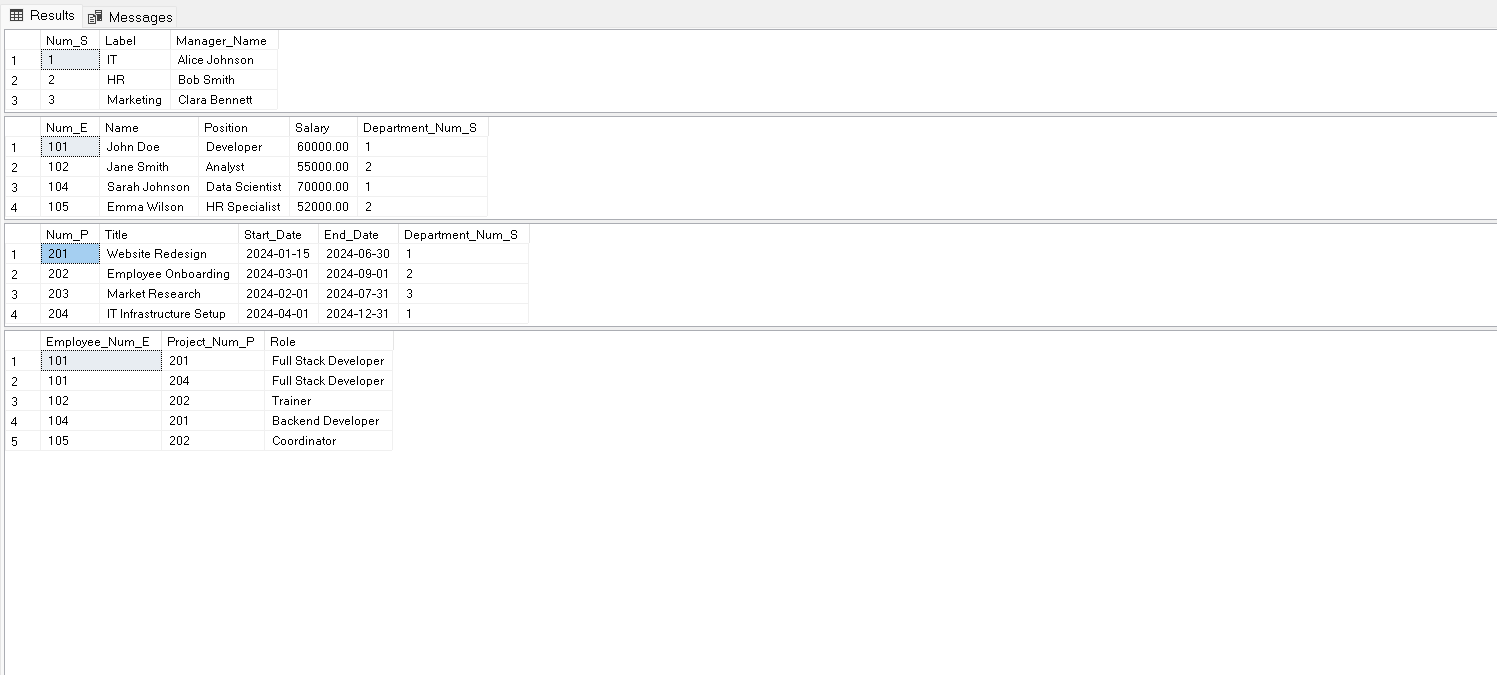 Results Messages
Num_S Label Manager_Name
1 1 IT Alice Johnson
2 2 HR Bob Smith
3 3 Marketing Clara Bennett
Num_E Name Position Salary Department_Num_S
1 101 John Doe Developer 60000.00 1
2 102 Jane Smith Analyst 55000.00 2
3 104 Sarah Johnson Data Scientist 70000.00 1
4 105 Emma Wilson HR Specialist 52000.00 2
Num_P Title Start_Date End_Date Department_Num_S
1 201 Website Redesign 2024-01-15 2024-06-30 1
2 202 Employee Onboarding 2024-03-01 2024-09-01 2
3 203 Market Research 2024-02-01 2024-07-31 3
4 204 IT Infrastructure Setup 2024-04-01 2024-12-31 1
Employee_Num_E Project_Num_P Role
1 101 201 Full Stack Developer
2 101 204 Full Stack Developer
3 102 202 Trainer
4 104 201 Backend Developer
5 105 202 Coordinator